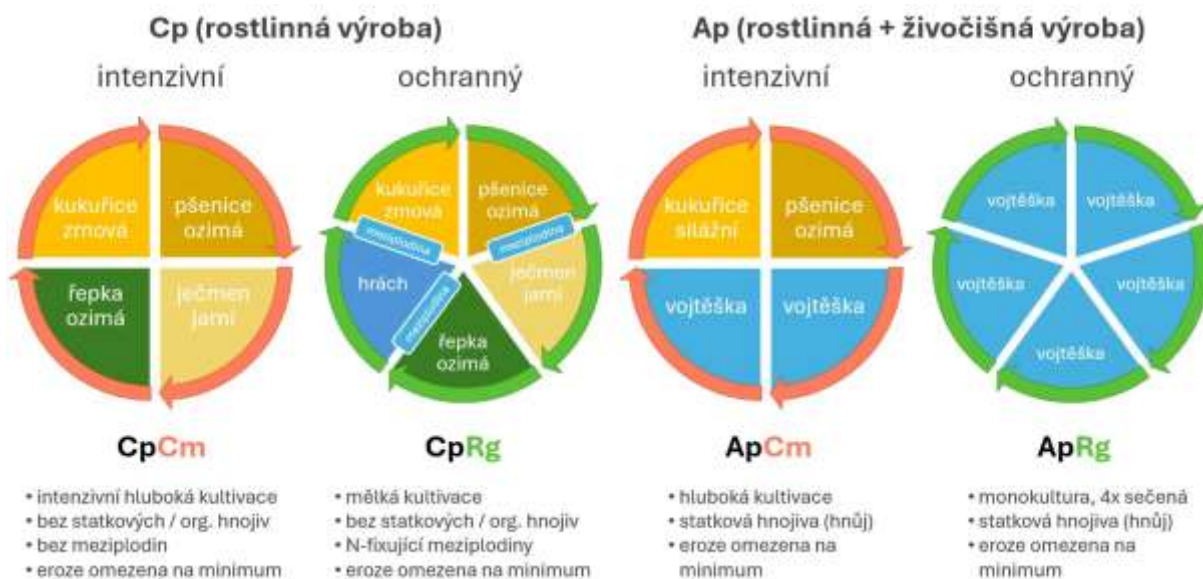 Cp (rostlinná výroba)
Ap (rostlinná + živočišná výroba)
intenzivní
ochranný
intenzivní
ochranný
kukuřice
zrnová
pšenice
ozimá
řepka
ozimá
ječmen
jarní
kukuřice
zrnová
pšenice
ozimá
meziplodina
meziplodina
hrách
ječmen
jarní
meziplodina
řepka
ozimá
kukuřice
silážní
pšenice
ozimá
vojtěška
vojtěška
vojtěška
vojtěška
vojtěška
vojtěška
vojtěška
CpCm
CpRg
ApCm
ApRg
• intenzivní hluboká kultivace
• bez statkových / org. hnojiv
• bez meziplodin
• eroze omezena na minimum
• mělká kultivace
• bez statkových / org. hnojiv
• N-fixující meziplodiny
• eroze omezena na minimum
• hluboká kultivace
• statková hnojiva (hnůj)
• eroze omezena na
minimum
• monokultura, 4x sečená
• statková hnojiva (hnůj)
• eroze omezena na
minimum